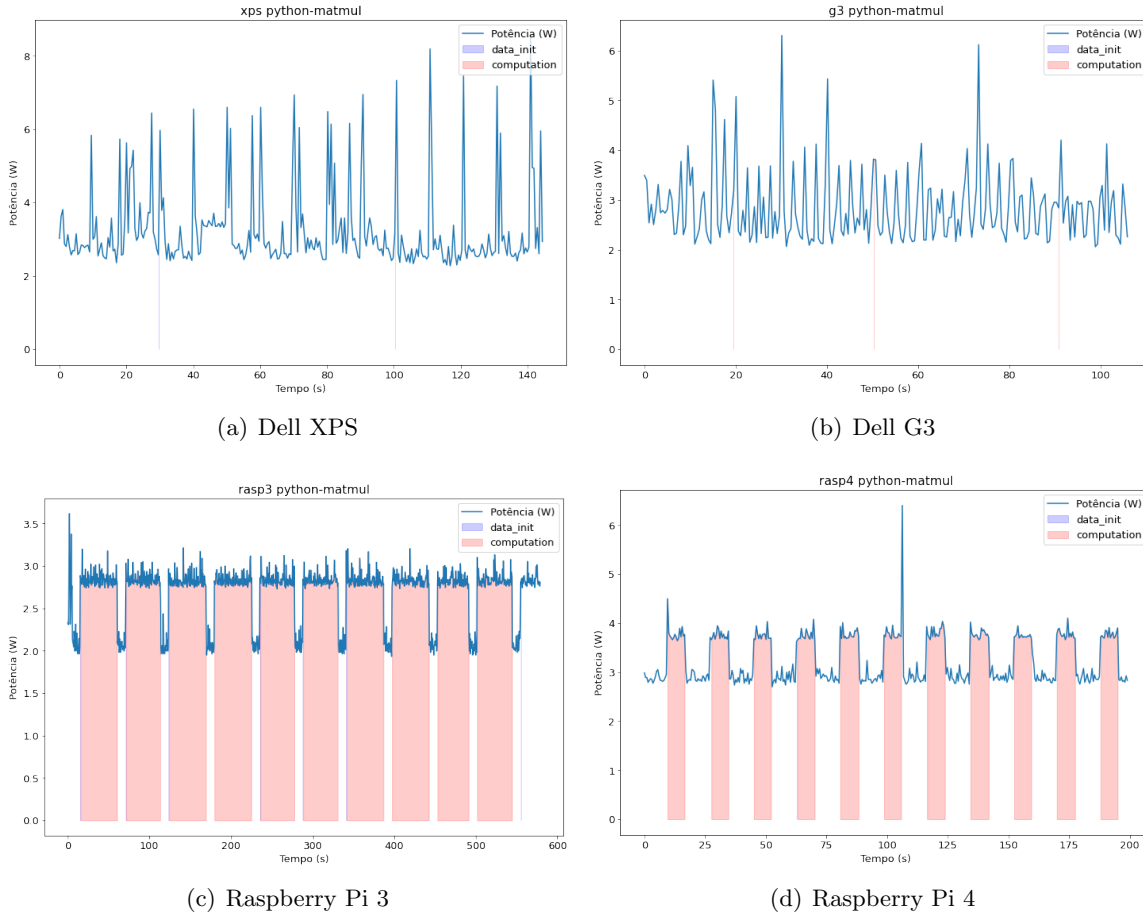 xps python-matmul
Potência (W)
data_init
computation
8
6
4
2
0
Potência (W)
0 20 40 60 80 100 120 140
Tempo (s)
(a) Dell XPS
g3 python-matmul
Potência (W)
data_init
computation
6
5
4
3
2
1
0
Potência (W)
0 20 40 60 80 100
Tempo (s)
(b) Dell G3
rasp3 python-matmul
Potência (W)
data_init
computation
3.5
3.0
2.5
2.0
1.5
1.0
0.5
0.0
Potência (W)
0 100 200 300 400 500 600
Tempo (s)
(c) Raspberry Pi 3
rasp4 python-matmul
Potência (W)
data_init
computation
6
5
4
3
2
1
0
Potência (W)
0 25 50 75 100 125 150 175 200
Tempo (s)
(d) Raspberry Pi 4